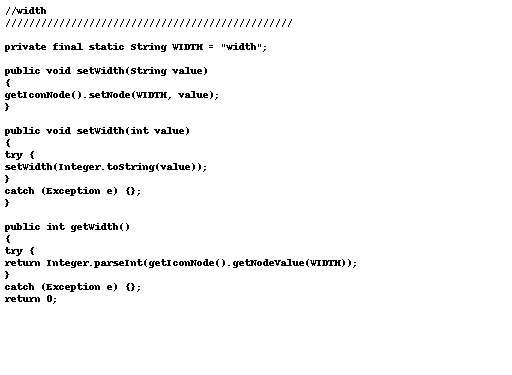 //width
////////////////////////////////////////////////
private final static String WIDTH = "width";
public void setWidth(String value)
{
getIconNode().setNode(WIDTH, value);
}
public void setWidth(int value)
{
try {
setWidth(Integer.toString(value));
}
catch (Exception e) {};
}
public int getWidth()
{
try {
return Integer.parseInt(getIconNode().getNodeValue(WIDTH));
}
catch (Exception e) {};
return 0;